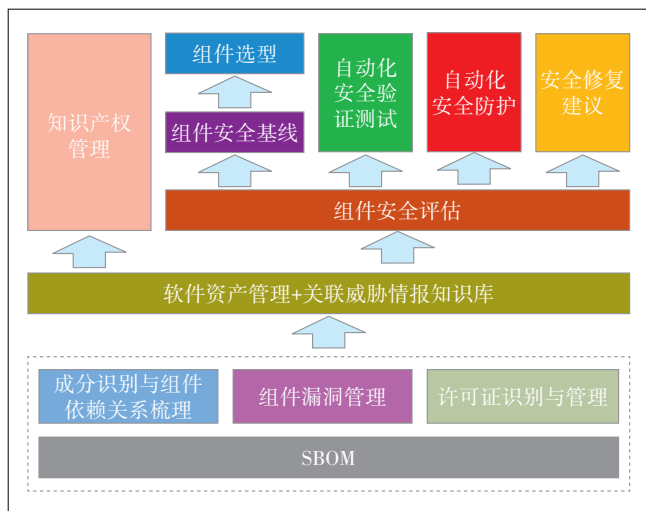 知识产权
管理
组件选型
组件安全基线
自动化
安全验
证测试
自动化
安全防护
安全修复
建议
组件安全评估
软件资产管理+关联威胁情报知识库
成分识别与组件
依赖关系梳理
组件漏洞管理
许可证识别与管理
SBOM